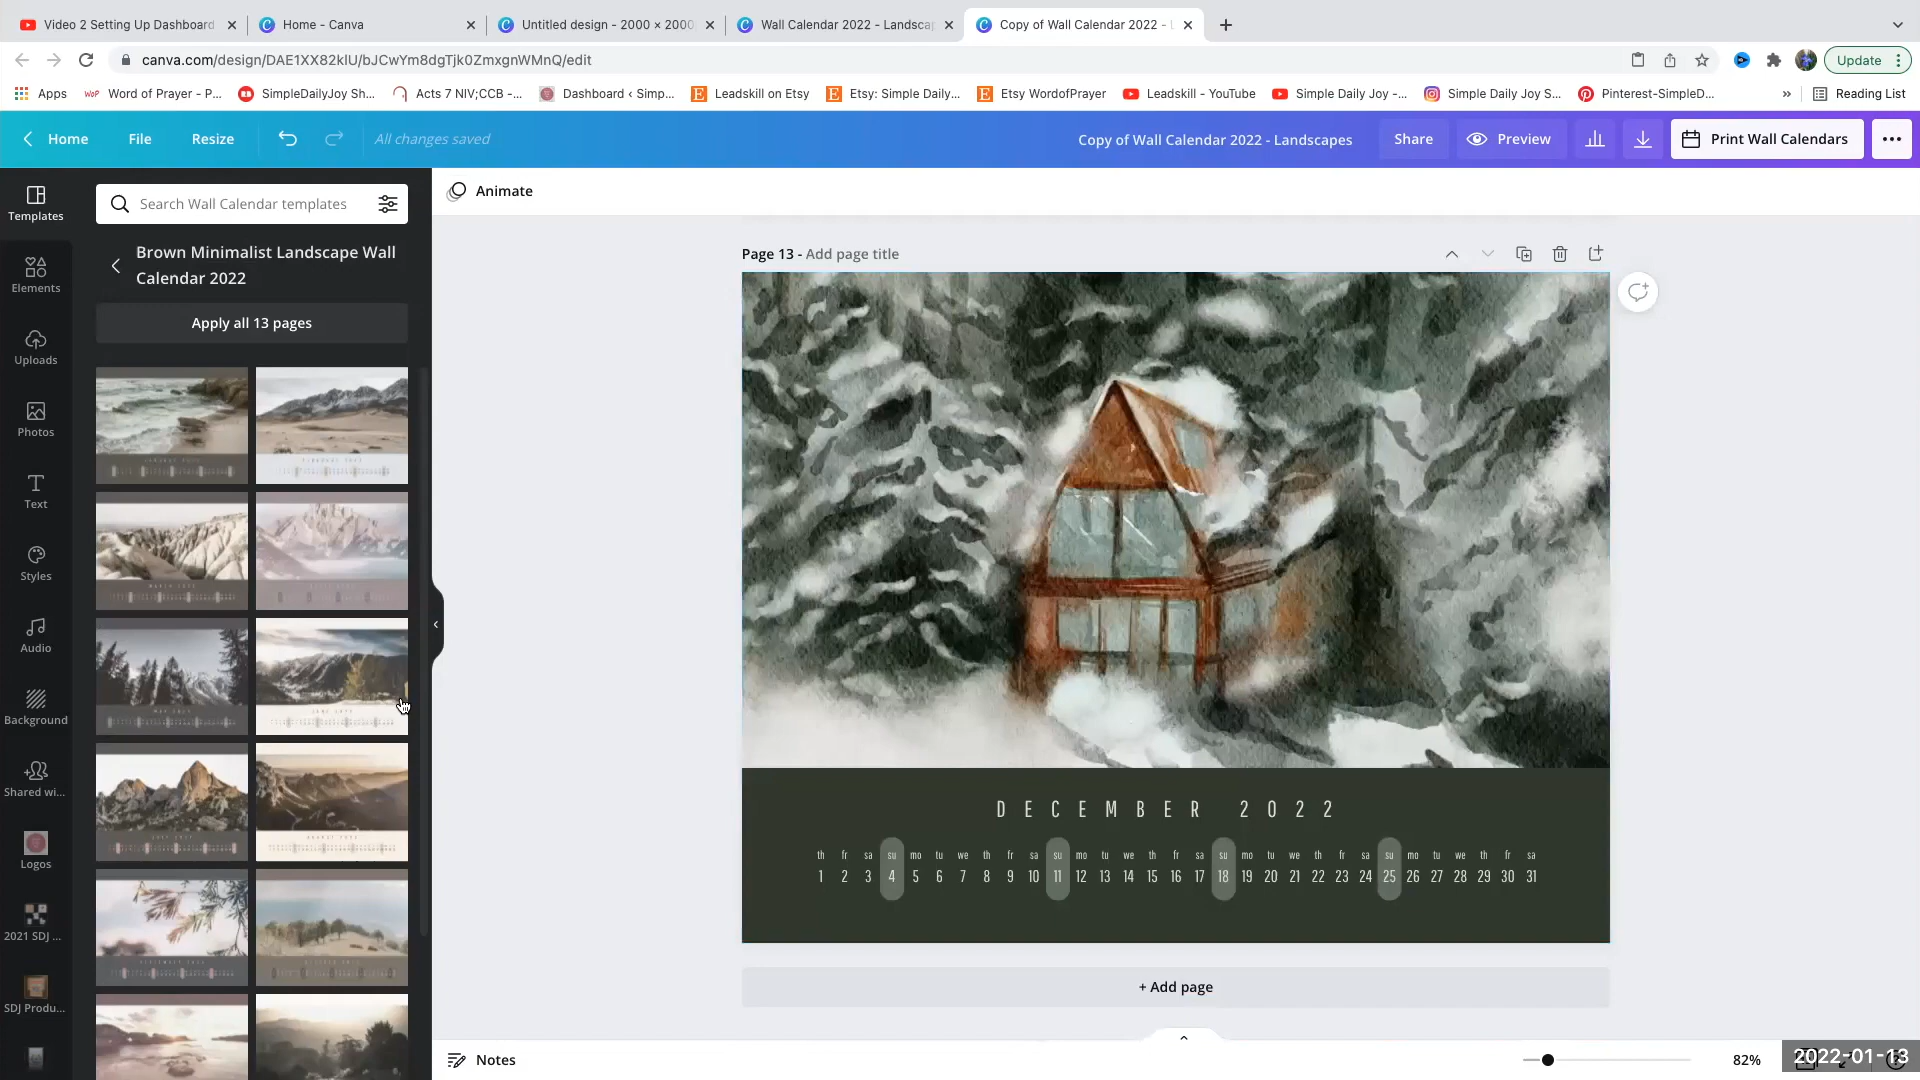 Video 2 Setting Up Dashboard
Home - Canva
Untitled design - 2000 × 2000
Wall Calendar 2022 - Landscap
Copy of Wall Calendar 2022 - L
canva.com/design/DAE1XX82klU/bJCwYm8dgTjk0ZmxgnWMnQ/edit
Update
Apps
WoP
Word of Prayer - P...
SimpleDailyJoy Sh...
Acts 7 NIV;CCB -...
Dashboard ‹ Simp...
Leadskill on Etsy
Etsy: Simple Daily...
Etsy WordofPrayer
Leadskill - YouTube
Simple Daily Joy -...
Simple Daily Joy S...
Pinterest-SimpleD...
»
Reading List
Home
File
Resize
All changes saved
Copy of Wall Calendar 2022 - Landscapes
Share
Preview
Print Wall Calendars
Templates
Elements
Uploads
Photos
Text
Styles
Audio
Background
Shared wi...
Logos
2021 SDJ ...
SDJ Produ...
Search Wall Calendar templates
Brown Minimalist Landscape Wall
Calendar 2022
Apply all 13 pages
Animate
Page 13 - Add page title
DECEMBER 2022
th fr sa su mo tu we th fr sa su mo tu we th fr sa su mo tu we th fr sa su mo tu we th fr sa
1 2 3 4 5 6 7 8 9 10 11 12 13 14 15 16 17 18 19 20 21 22 23 24 25 26 27 28 29 30 31
+ Add page
Notes
82%
2022-01-13